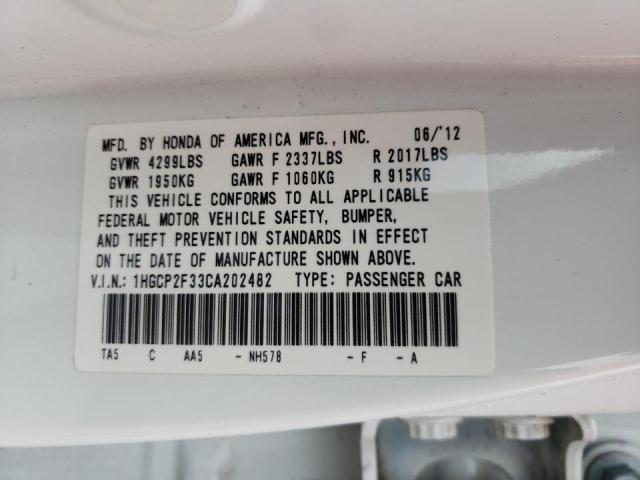 MFD. BY HONDA OF AMERICA MFG., INC. 06/'12
GVWR 4299LBS GAWR F 2337LBS R 2017LBS
GVWR 1950KG GAWR F 1060KG R 915KG
THIS VEHICLE CONFORMS TO ALL APPLICABLE
FEDERAL MOTOR VEHICLE SAFETY, BUMPER,
AND THEFT PREVENTION STANDARDS IN EFFECT
ON THE DATE OF MANUFACTURE SHOWN ABOVE.
V.I.N.: 1HGCP2F33CA202482 TYPE: PASSENGER CAR
TA5 C AA5 - NH578 - F - A